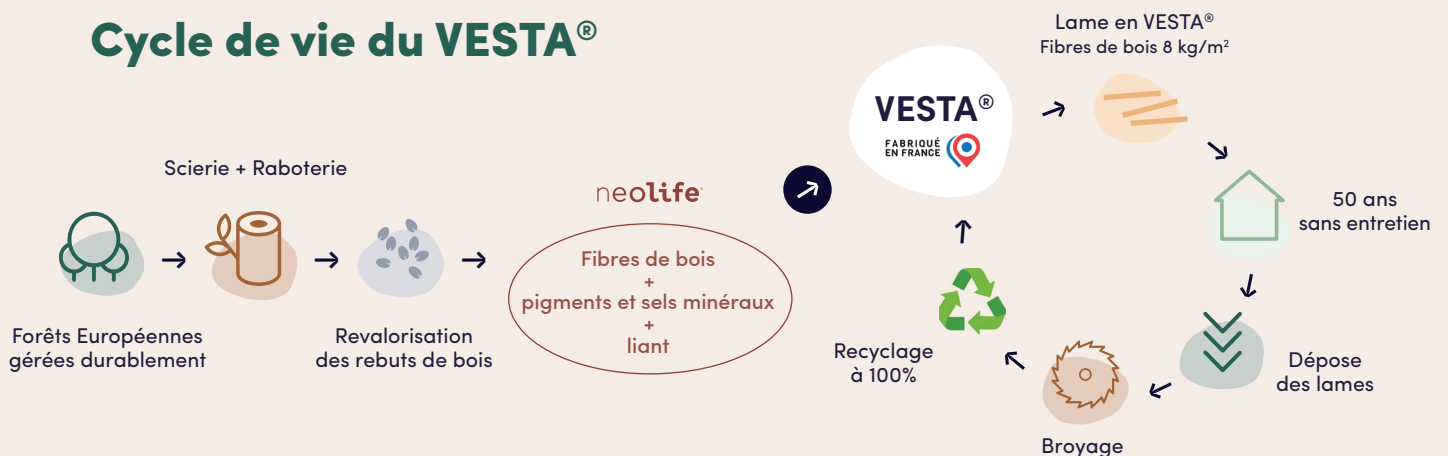 Cycle de vie du VESTA®
Scierie + Raboterie
Forêts Européennes
gérées durablement
Revalorisation
des rebuts de bois
neolife
Fibres de bois
+
pigments et sels minéraux
+
liant
VESTA®
FABRIQUÉ
EN FRANCE
Lame en VESTA®
Fibres de bois 8 kg/m²
50 ans
sans entretien
Dépose
des lames
Broyage
Recyclage
à 100%